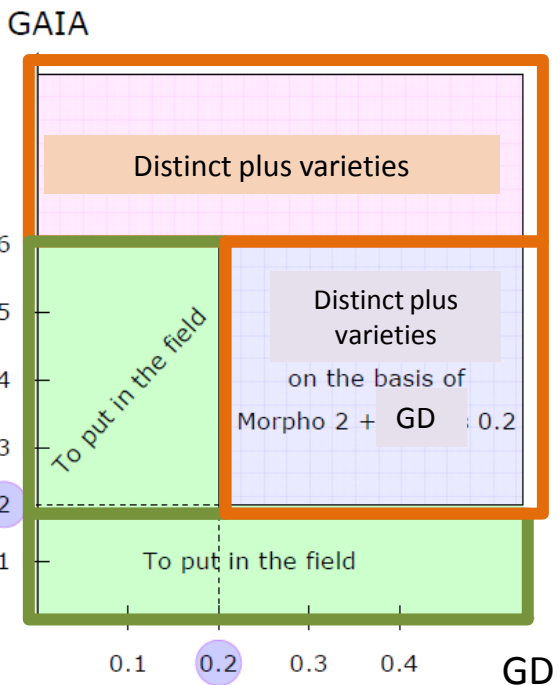 GAIA
Distinct plus varieties
6
5
4
3
2
1
To put in the field
Distinct plus
varieties
on the basis of
Morpho 2 + GD 0.2
To put in the field
0.1 0.2 0.3 0.4
GD